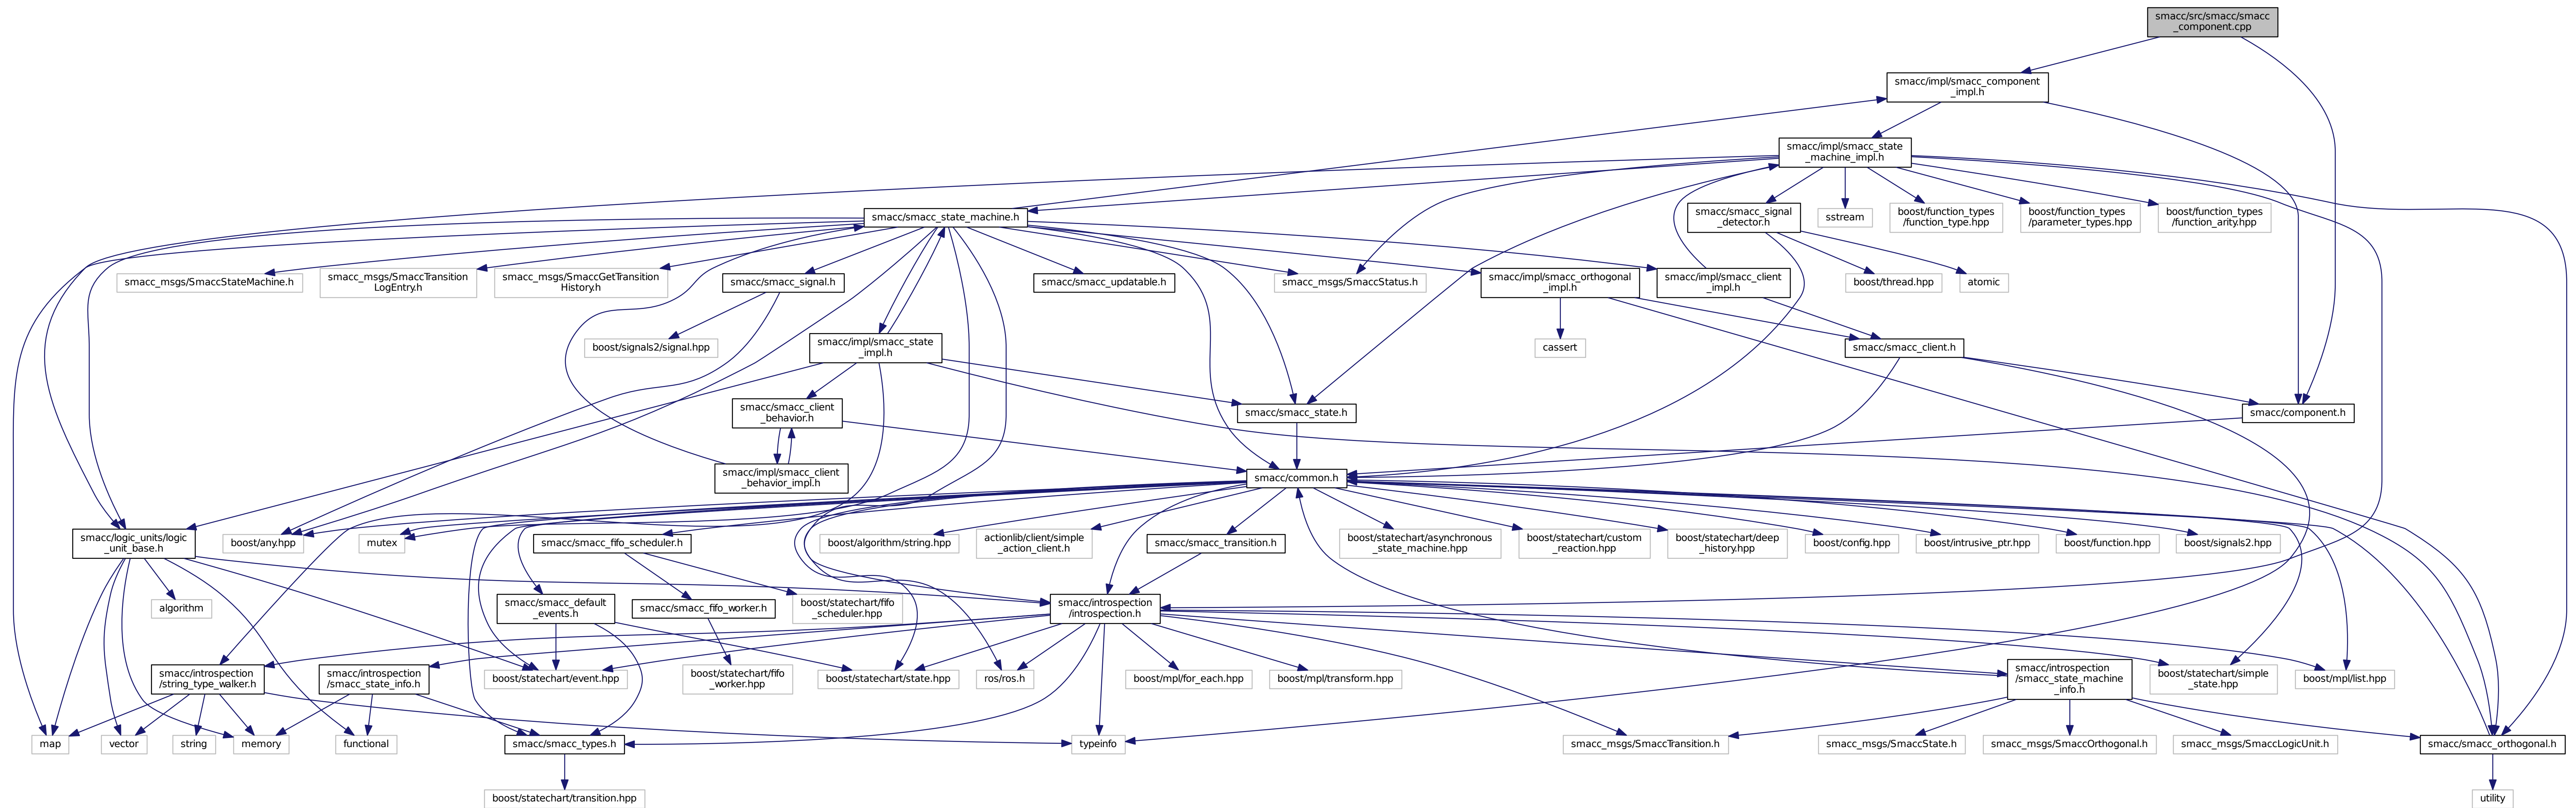 smacc/src/smacc/smacc
_component.cpp
smacc/impl/smacc_component
_impl.h
smacc/impl/smacc_state
_machine_impl.h
smacc/smacc_state_machine.h
smacc/smacc_signal
_detector.h
sstream
boost/function_types
/function_type.hpp
boost/function_types
/parameter_types.hpp
boost/function_types
/function_arity.hpp
smacc_msgs/SmaccStateMachine.h
smacc_msgs/SmaccTransition
LogEntry.h
smacc_msgs/SmaccGetTransition
History.h
smacc/smacc_signal.h
smacc/smacc_updatable.h
smacc_msgs/SmaccStatus.h
smacc/impl/smacc_orthogonal
_impl.h
smacc/impl/smacc_client
_impl.h
boost/thread.hpp
atomic
boost/signals2/signal.hpp
smacc/impl/smacc_state
_impl.h
cassert
smacc/smacc_client.h
smacc/smacc_client
_behavior.h
smacc/smacc_state.h
smacc/component.h
smacc/impl/smacc_client
_behavior_impl.h
smacc/common.h
smacc/logic_units/logic
_unit_base.h
boost/any.hpp
mutex
smacc/smacc_fifo_scheduler.h
boost/algorithm/string.hpp
actionlib/client/simple
_action_client.h
smacc/smacc_transition.h
boost/statechart/asynchronous
_state_machine.hpp
boost/statechart/custom
_reaction.hpp
boost/statechart/deep
_history.hpp
boost/config.hpp
boost/intrusive_ptr.hpp
boost/function.hpp
boost/signals2.hpp
algorithm
smacc/smacc_default
_events.h
smacc/smacc_fifo_worker.h
boost/statechart/fifo
_scheduler.hpp
smacc/introspection
/introspection.h
smacc/introspection
/string_type_walker.h
smacc/introspection
/smacc_state_info.h
boost/statechart/event.hpp
boost/statechart/fifo
_worker.hpp
boost/statechart/state.hpp
ros/ros.h
boost/mpl/for_each.hpp
boost/mpl/transform.hpp
smacc/introspection
/smacc_state_machine
_info.h
boost/statechart/simple
_state.hpp
boost/mpl/list.hpp
map
vector
string
memory
functional
smacc/smacc_types.h
typeinfo
smacc_msgs/SmaccTransition.h
smacc_msgs/SmaccState.h
smacc_msgs/SmaccOrthogonal.h
smacc_msgs/SmaccLogicUnit.h
smacc/smacc_orthogonal.h
boost/statechart/transition.hpp
utility